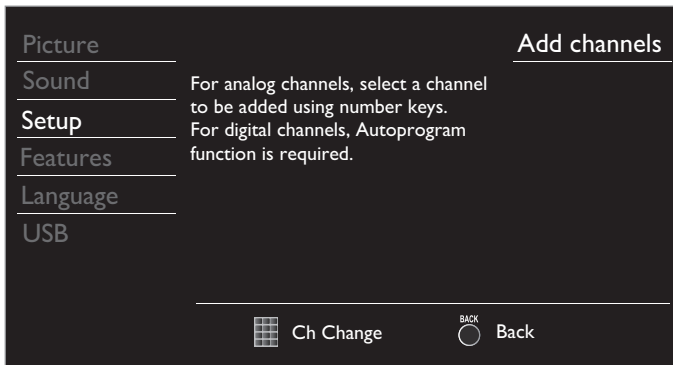 Picture
Sound
Setup
Features
Language
USB
Add channels
For analog channels, select a channel
to be added using number keys.
For digital channels, Autoprogram
function is required.
Ch Change
BACK
Back